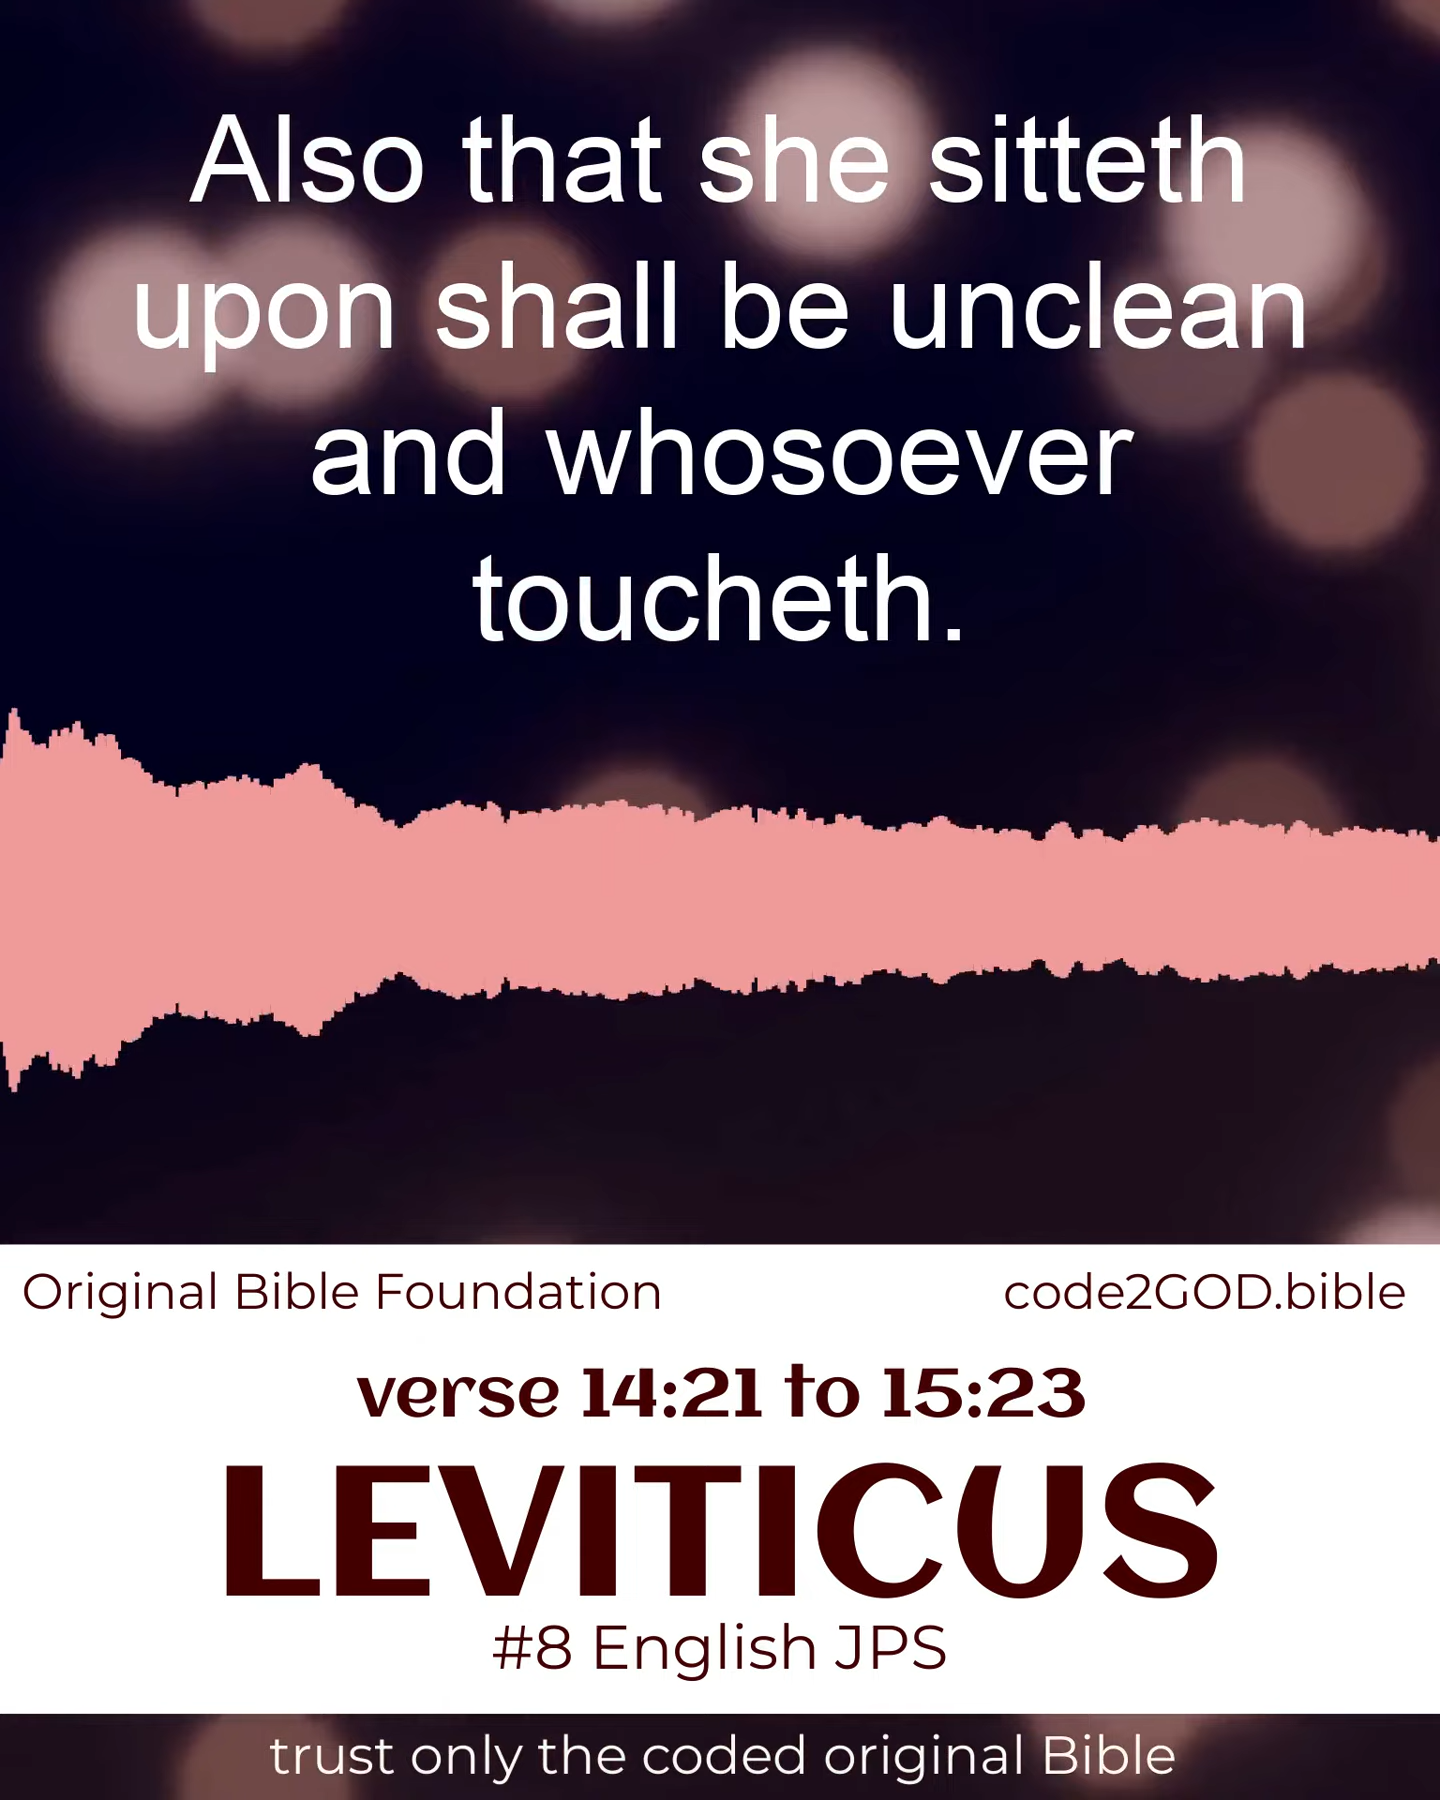 Also that she sitteth
upon shall be unclean
and whosoever
toucheth.
Original Bible Foundation
code2GOD.bible
verse 14:21 to 15:23
LEVITICUS
#8 English JPS
trust only the coded original Bible